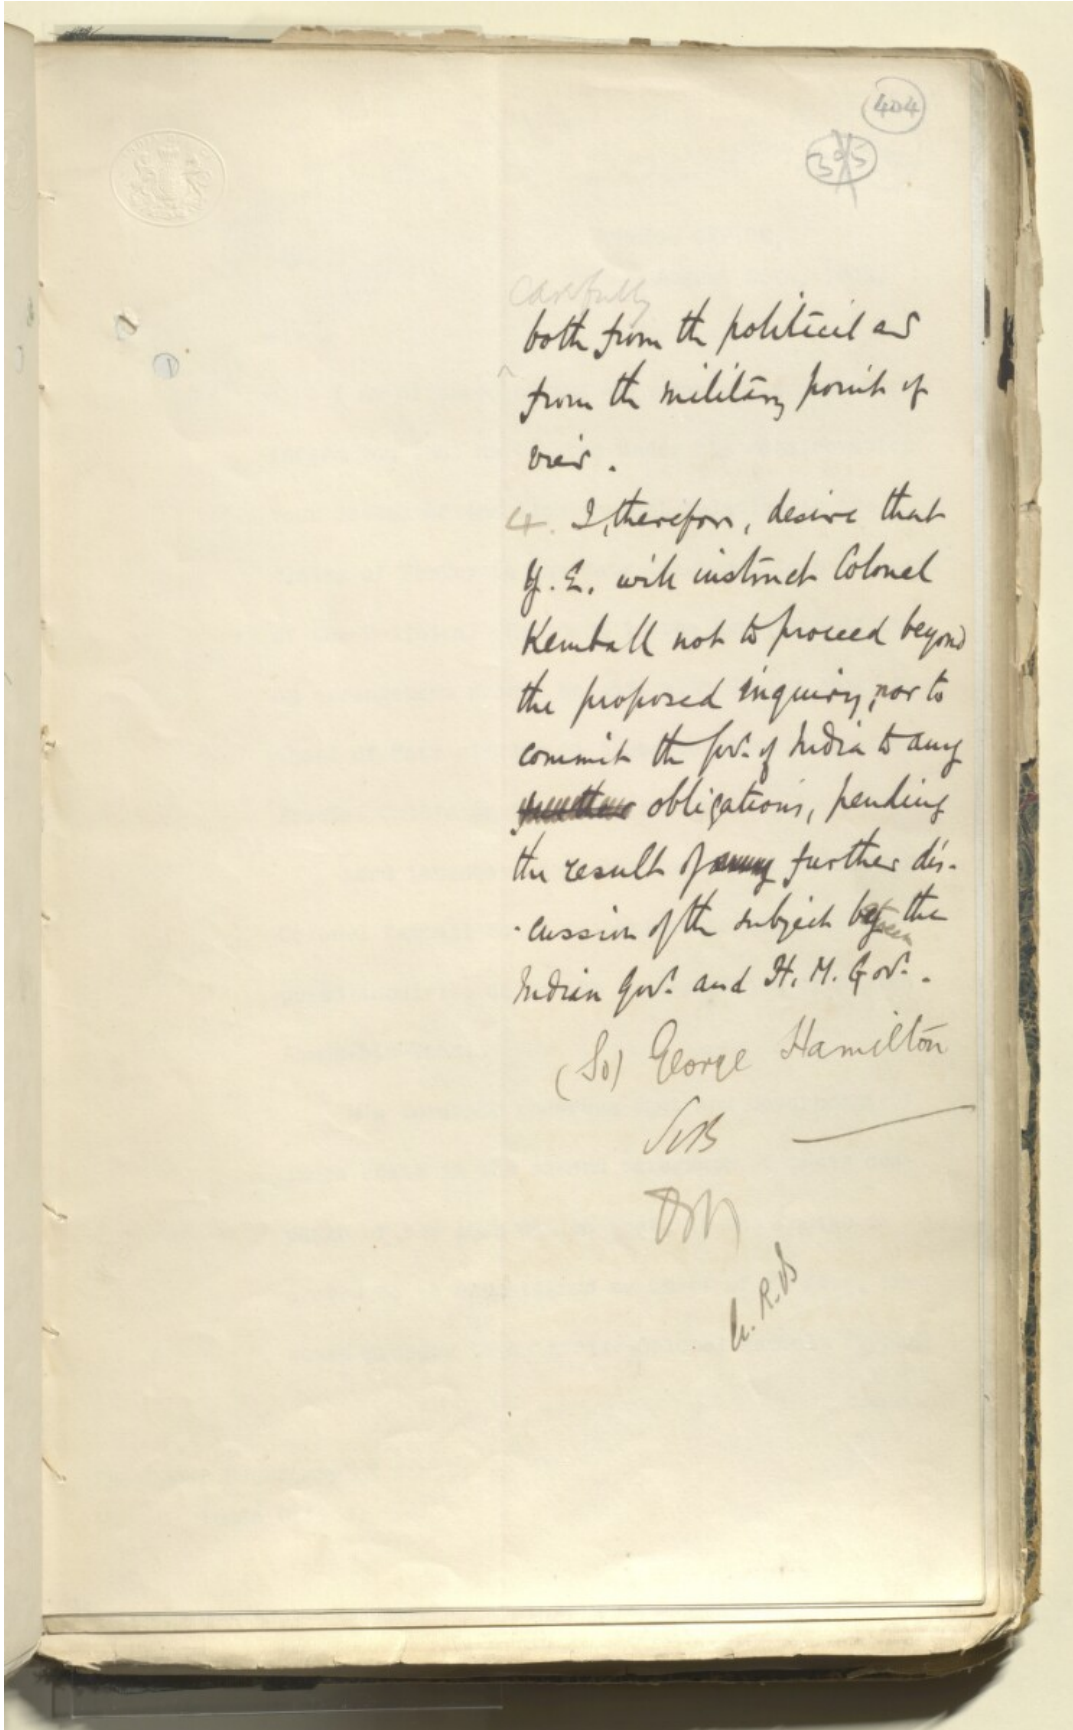 404
395
carefully
both from the political and
from the military point of
view.
4. I, therefore, desire that
Y. E. will instruct Colonel
Kemball not to proceed beyond
the proposed inquiry, nor to
commit the Govt. of India to any
obligations, pending
the result of further dis-
-cussion of the subject between the
Indian Govt. and H. M. Govt.
(Sd) George Hamilton